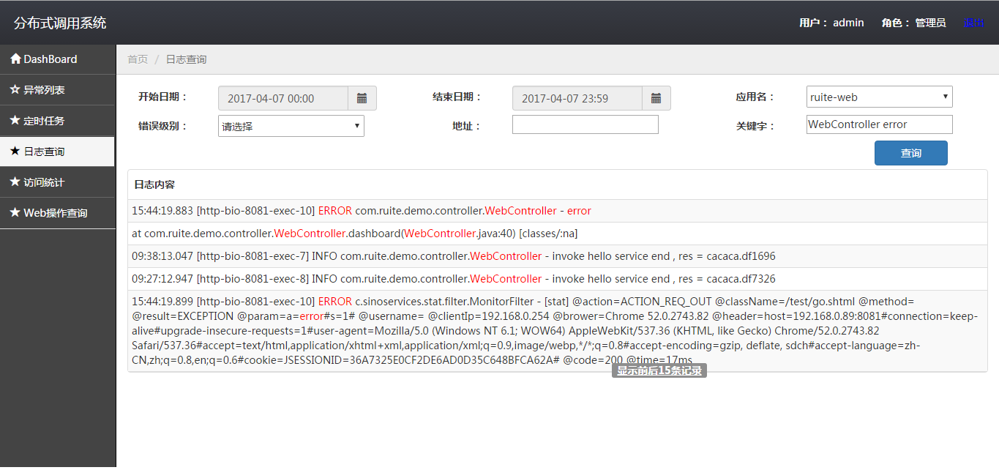 分布式调用系统
用户： admin 角色： 管理员 退出
DashBoard
异常列表
定时任务
日志查询
访问统计
Web操作查询
首页 / 日志查询
开始日期： 2017-04-07 00:00 结束日期： 2017-04-07 23:59 应用名： ruite-web
错误级别： 请选择 地址： 关键字： WebController error
查询
日志内容
15:44:19.883 [http-bio-8081-exec-10] ERROR com.ruite.demo.controller.WebController - error
at com.ruite.demo.controller.WebController.dashboard(WebController.java:40) [classes/:na]
09:38:13.047 [http-bio-8081-exec-7] INFO com.ruite.demo.controller.WebController - invoke hello service end , res = cacaca.df1696
09:27:12.947 [http-bio-8081-exec-8] INFO com.ruite.demo.controller.WebController - invoke hello service end , res = cacaca.df7326
15:44:19.899 [http-bio-8081-exec-10] ERROR c.sinoservices.stat.filter.MonitorFilter - [stat] @action=ACTION_REQ_OUT @className=/test/go.shtml @method=
@result=EXCEPTION @param=a=error#s=1# @username= @clientIp=192.168.0.254 @brower=Chrome 52.0.2743.82 @header=host=192.168.0.89:8081#connection=keep-
alive#upgrade-insecure-requests=1#user-agent=Mozilla/5.0 (Windows NT 6.1; WOW64) AppleWebKit/537.36 (KHTML, like Gecko) Chrome/52.0.2743.82
Safari/537.36#accept=text/html,application/xhtml+xml,application/xml;q=0.9,image/webp,*/*;q=0.8#accept-encoding=gzip, deflate, sdch#accept-language=zh-
CN,zh;q=0.8,en;q=0.6#cookie=JSESSIONID=36A7325E0CF2DE6AD0D35C648BFCA62A# @code=200 @time=17ms
显示前后15条记录